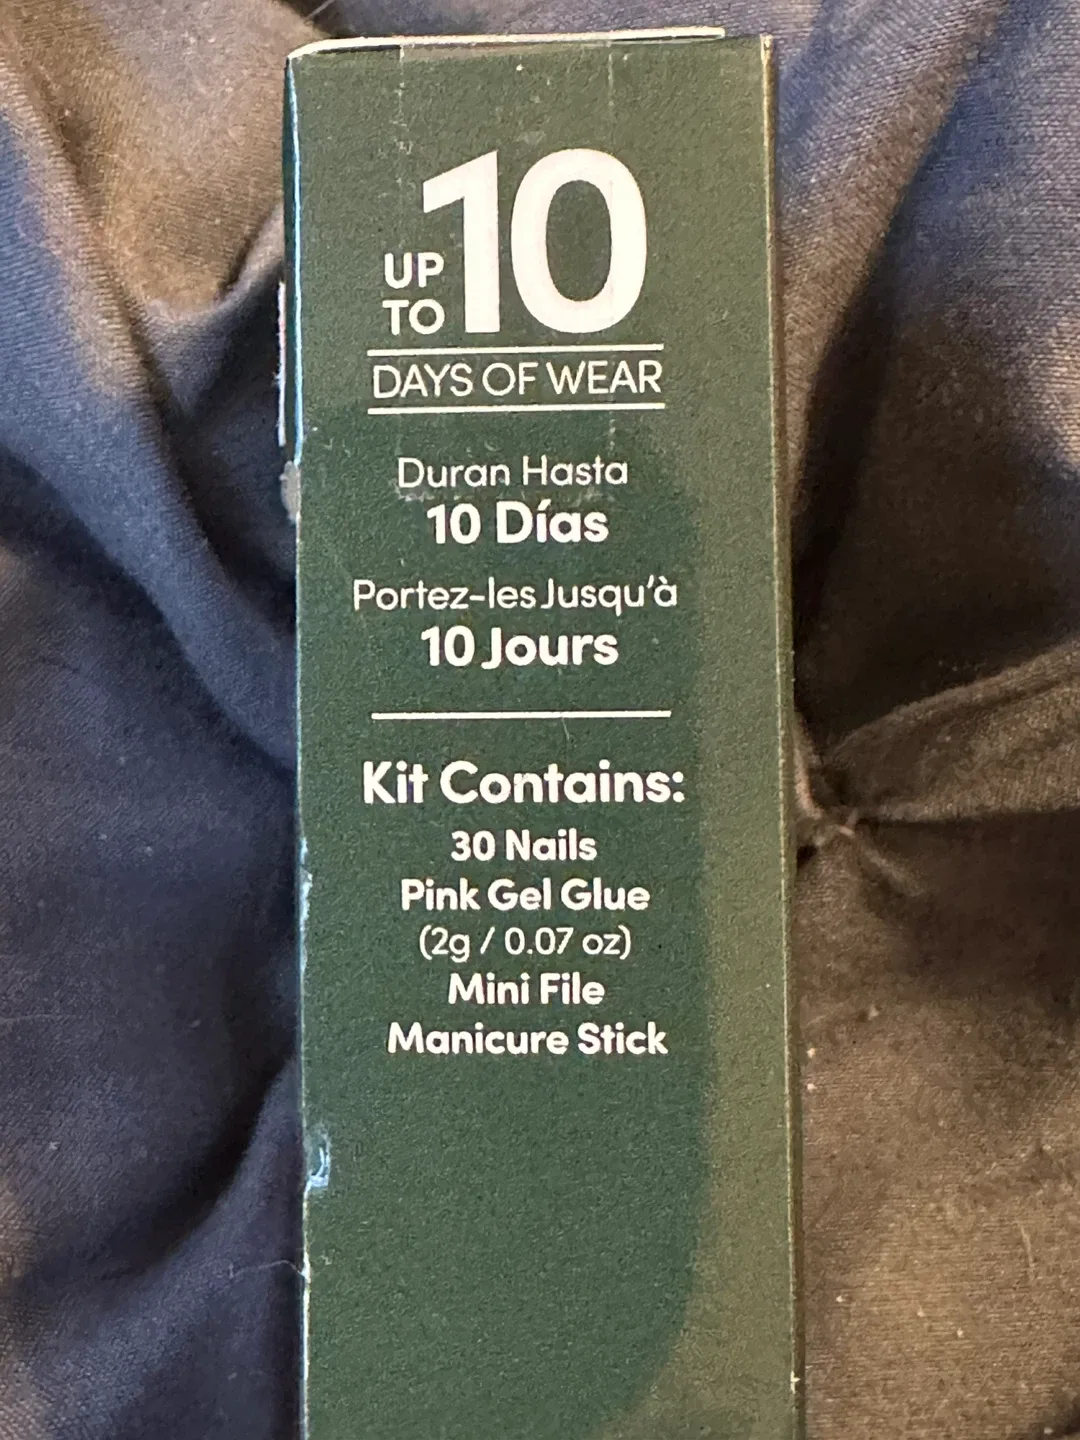 UP
TO
10
DAYS OF WEAR
Duran Hasta
10 Días
Portez-les Jusqu'à
10 Jours
Kit Contains:
30 Nails
Pink Gel Glue
(2g / 0.07 oz)
Mini File
Manicure Stick